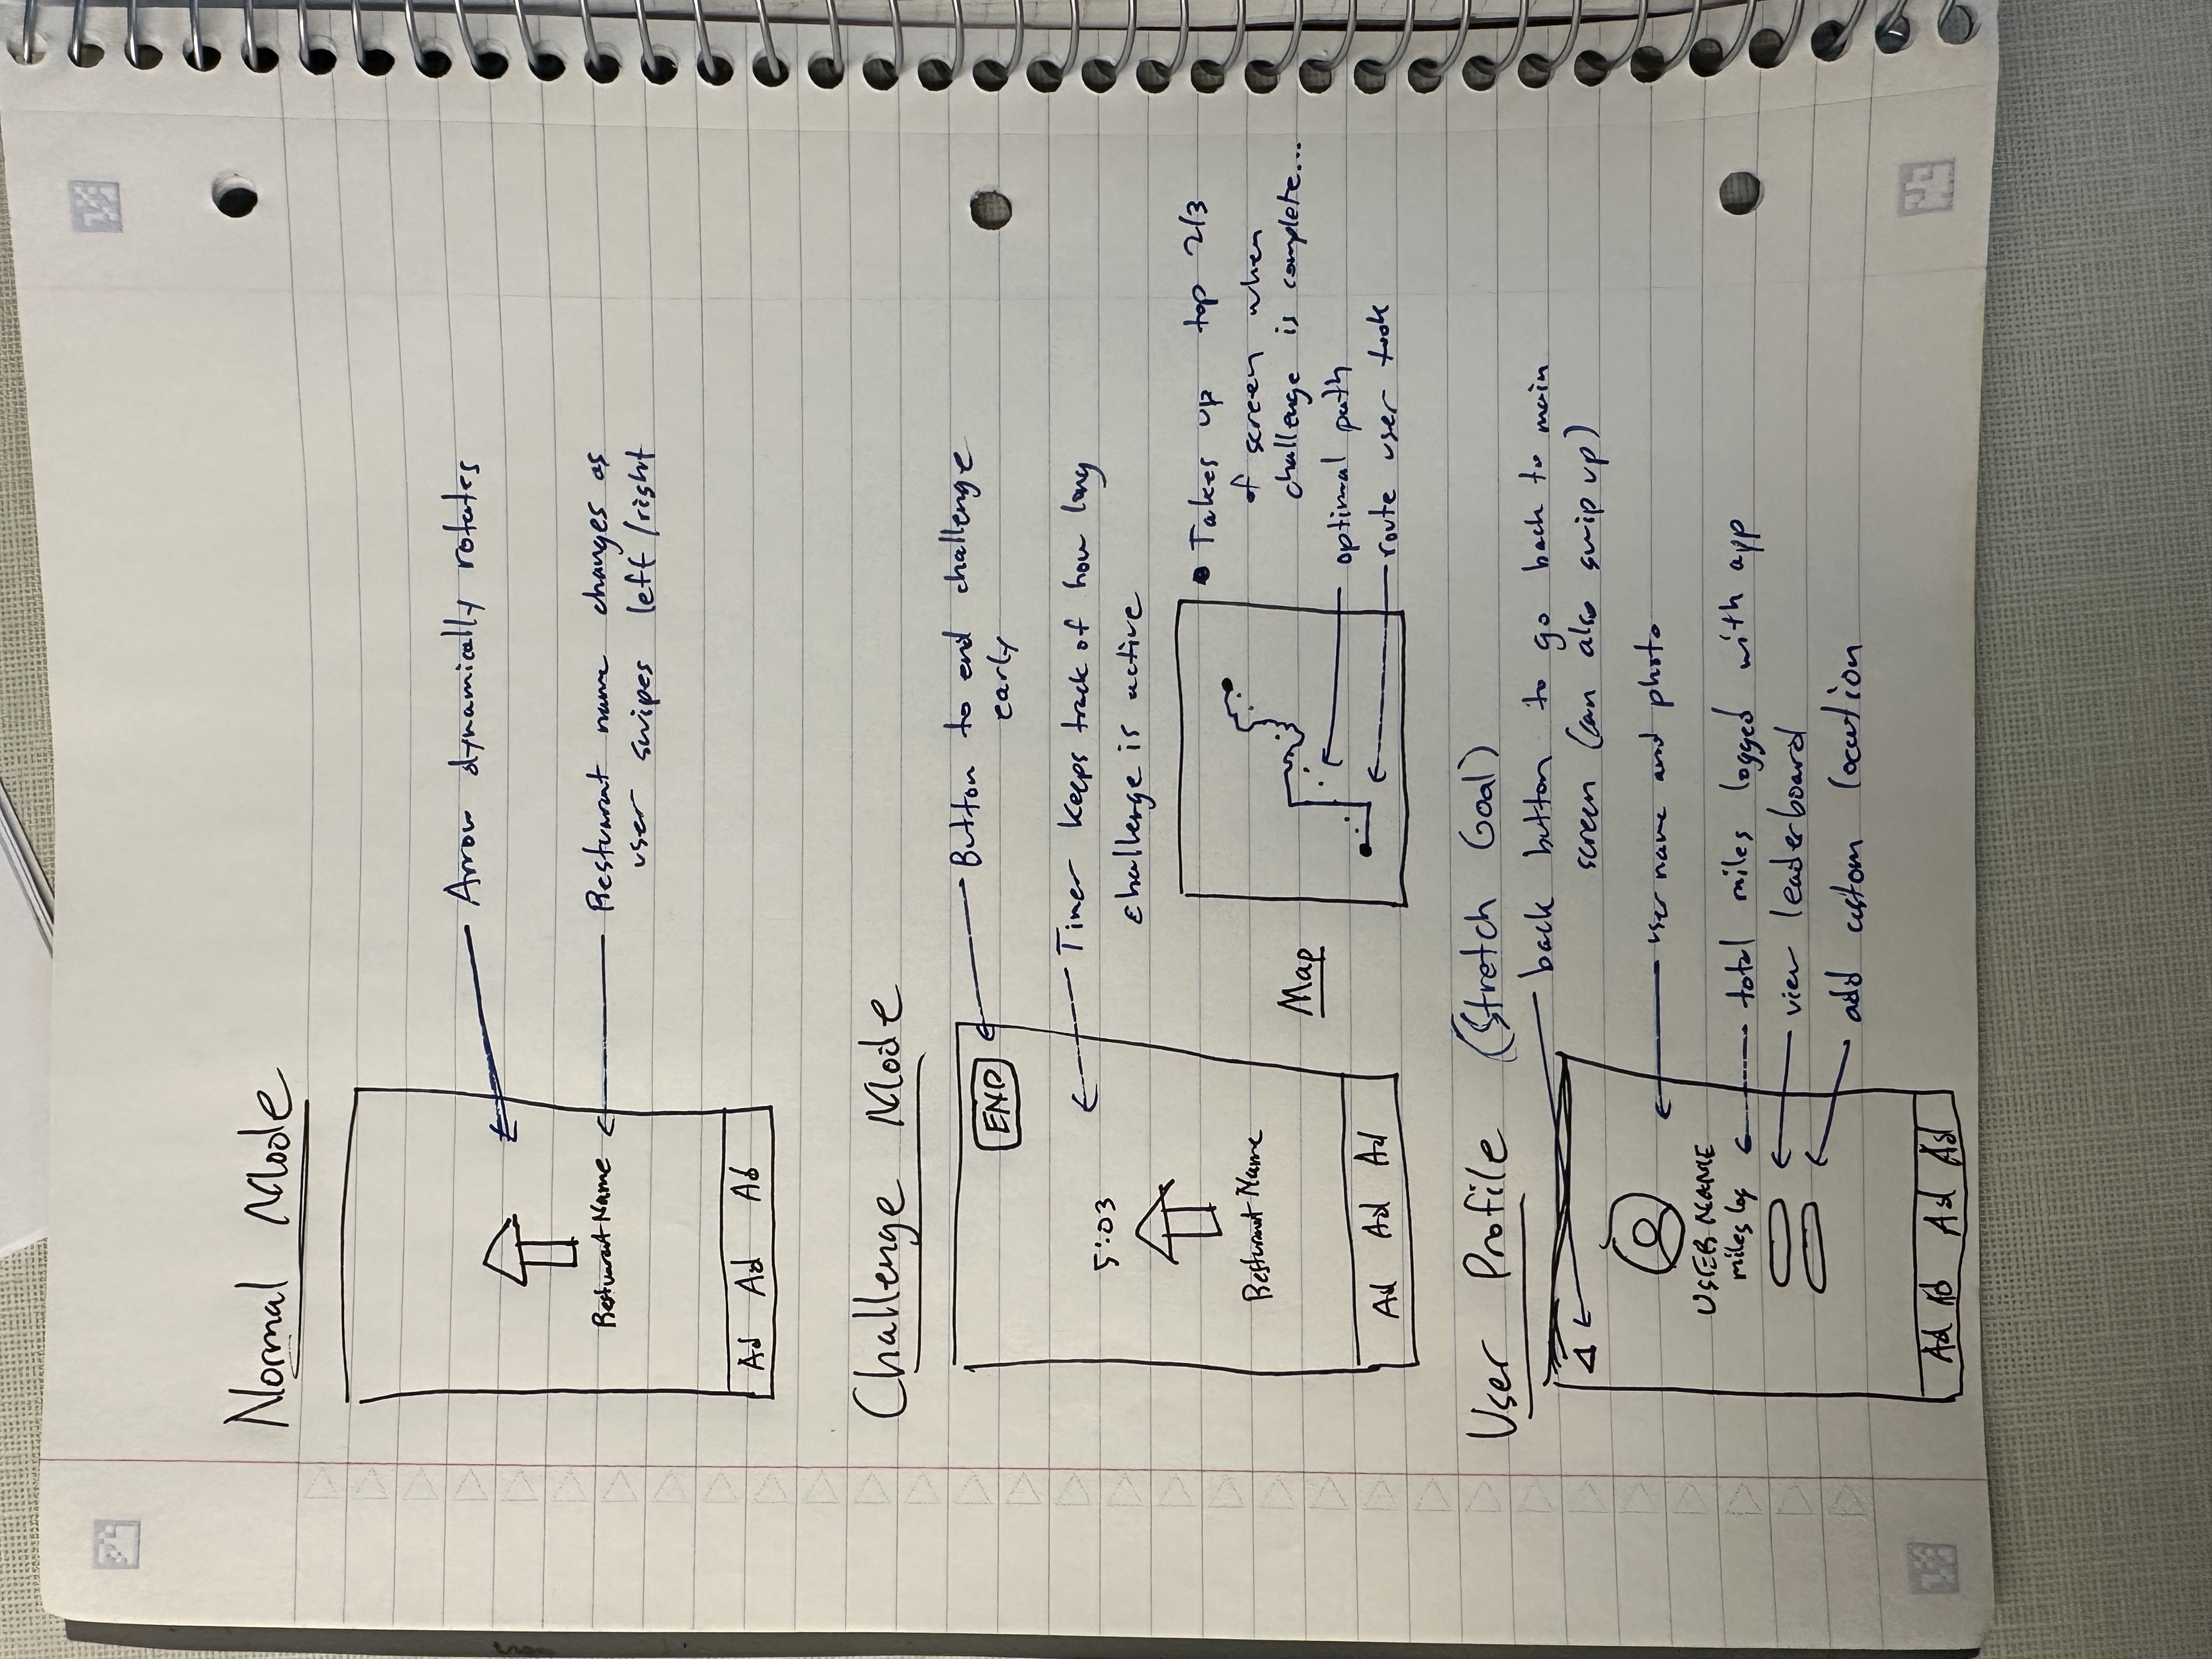 Normal Mode
Arrow dynamically rotates
Resturant Name
Resturant name changes as
user swipes left/right
Ad Ad Ad
Challenge Mode
END
Button to end challenge
early
5:03
Timer keeps track of how long
challenge is active
Resturant Name
Map
• Takes up top 2/3
of screen when
challenge is complete...
optimal path
route user took
Ad Ad Ad
User Profile (Stretch Goal)
back button to go back to main
screen (can also swip up)
user name and photo
USER NAME
miles log
total miles logged with app
view leaderboard
add custom location
Ad Ad Ad Ad